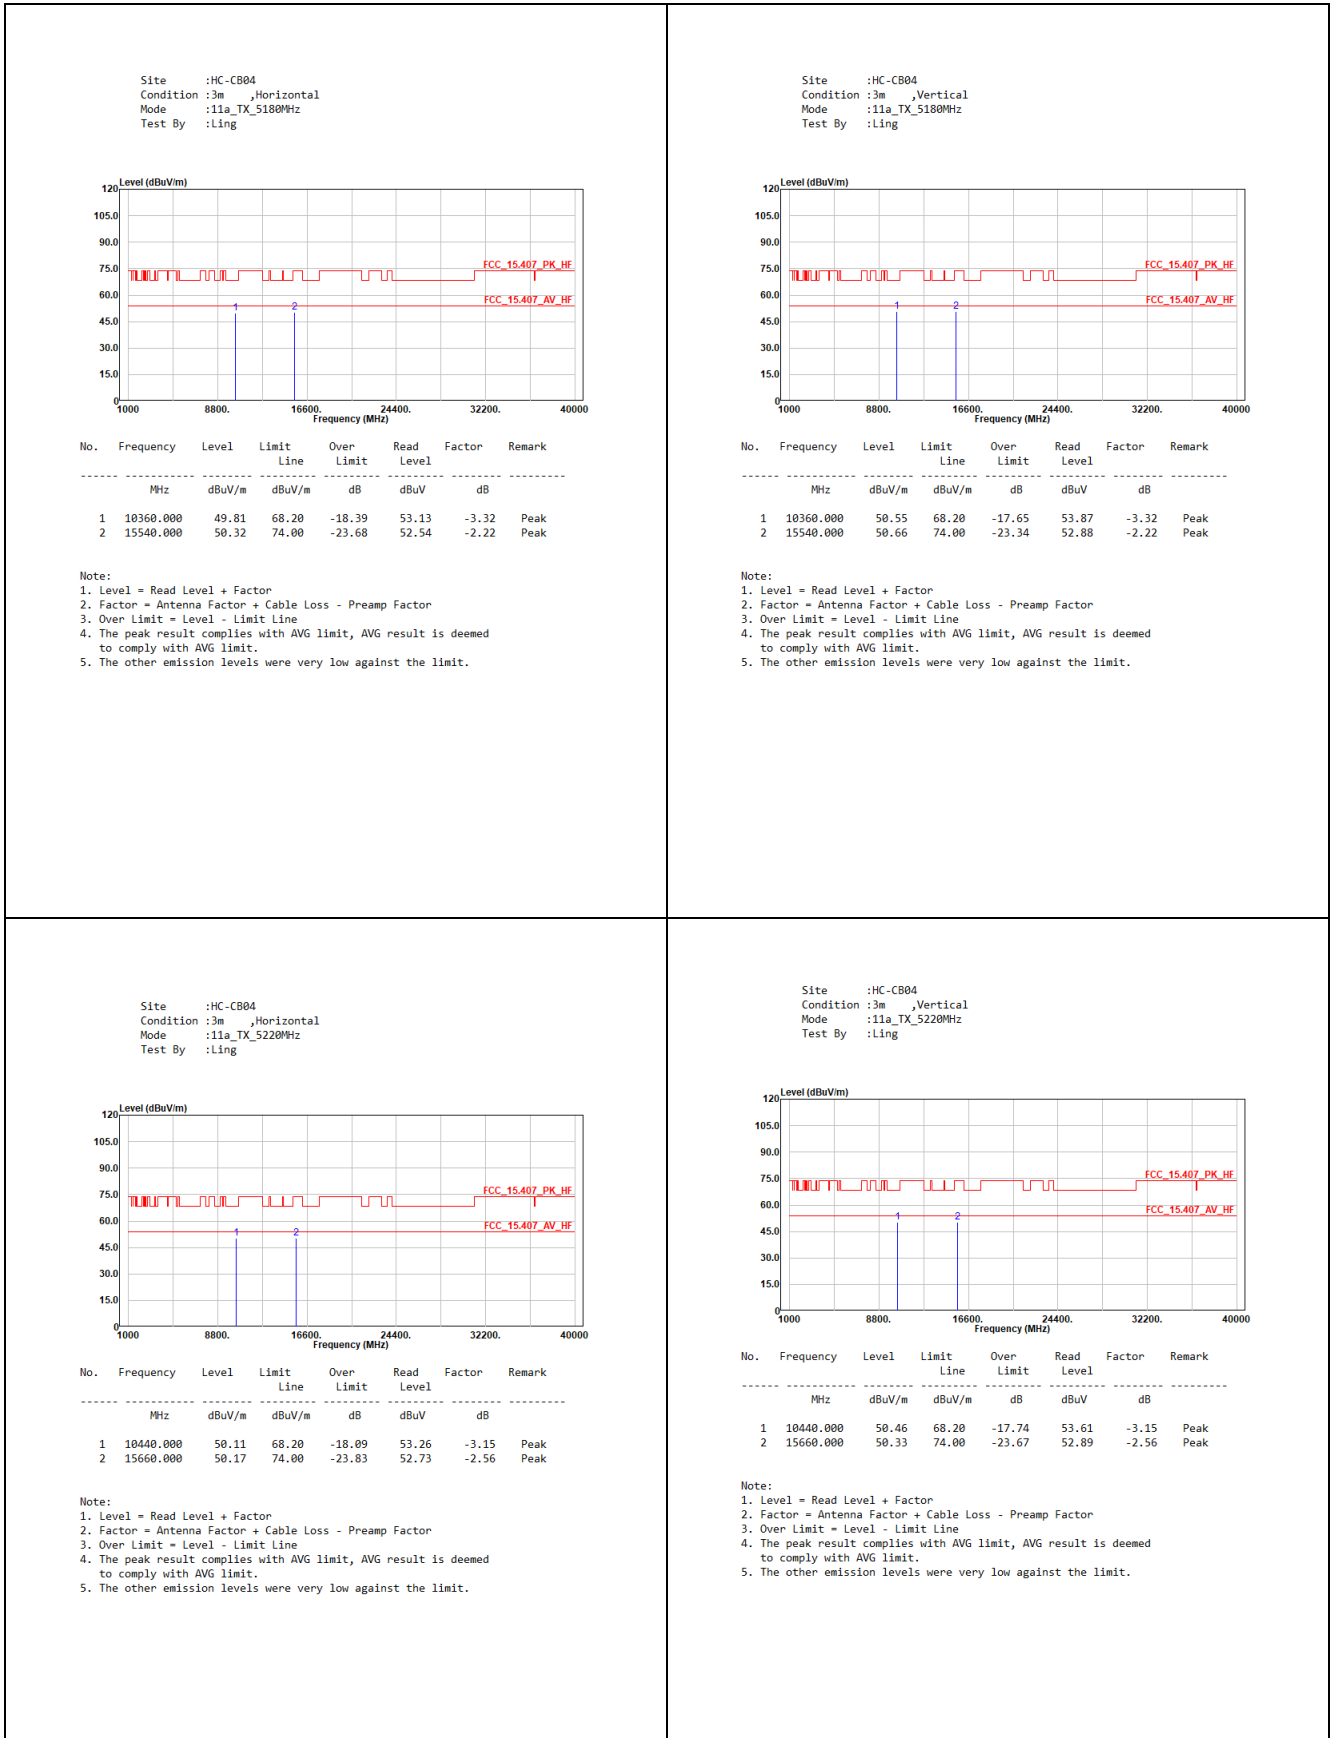 Site      :HC-CB04
Condition :3m    ,Horizontal
Mode      :11a_TX_5180MHz
Test By   :Ling
Level (dBuV/m)
120
105.0
90.0
75.0
60.0
45.0
30.0
15.0
0
FCC_15.407_PK_HF
FCC_15.407_AV_HF
1 2
1000 8800. 16600. 24400. 32200. 40000
Frequency (MHz)
No. Frequency Level Limit Over Read Factor Remark
Line Limit Level
------ ----------- -------- --------- --------- --------- -------- ---------
MHz dBuV/m dBuV/m dB dBuV dB
1 10360.000 49.81 68.20 -18.39 53.13 -3.32 Peak
2 15540.000 50.32 74.00 -23.68 52.54 -2.22 Peak
Note:
1. Level = Read Level + Factor
2. Factor = Antenna Factor + Cable Loss - Preamp Factor
3. Over Limit = Level - Limit Line
4. The peak result complies with AVG limit, AVG result is deemed
to comply with AVG limit.
5. The other emission levels were very low against the limit.
Site      :HC-CB04
Condition :3m    ,Vertical
Mode      :11a_TX_5180MHz
Test By   :Ling
Level (dBuV/m)
120
105.0
90.0
75.0
60.0
45.0
30.0
15.0
0
FCC_15.407_PK_HF
FCC_15.407_AV_HF
1 2
1000 8800. 16600. 24400. 32200. 40000
Frequency (MHz)
No. Frequency Level Limit Over Read Factor Remark
Line Limit Level
------ ----------- -------- --------- --------- --------- -------- ---------
MHz dBuV/m dBuV/m dB dBuV dB
1 10360.000 50.55 68.20 -17.65 53.87 -3.32 Peak
2 15540.000 50.66 74.00 -23.34 52.88 -2.22 Peak
Note:
1. Level = Read Level + Factor
2. Factor = Antenna Factor + Cable Loss - Preamp Factor
3. Over Limit = Level - Limit Line
4. The peak result complies with AVG limit, AVG result is deemed
to comply with AVG limit.
5. The other emission levels were very low against the limit.
Site      :HC-CB04
Condition :3m    ,Horizontal
Mode      :11a_TX_5220MHz
Test By   :Ling
Level (dBuV/m)
120
105.0
90.0
75.0
60.0
45.0
30.0
15.0
0
FCC_15.407_PK_HF
FCC_15.407_AV_HF
1 2
1000 8800. 16600. 24400. 32200. 40000
Frequency (MHz)
No. Frequency Level Limit Over Read Factor Remark
Line Limit Level
------ ----------- -------- --------- --------- --------- -------- ---------
MHz dBuV/m dBuV/m dB dBuV dB
1 10440.000 50.11 68.20 -18.09 53.26 -3.15 Peak
2 15660.000 50.17 74.00 -23.83 52.73 -2.56 Peak
Note:
1. Level = Read Level + Factor
2. Factor = Antenna Factor + Cable Loss - Preamp Factor
3. Over Limit = Level - Limit Line
4. The peak result complies with AVG limit, AVG result is deemed
to comply with AVG limit.
5. The other emission levels were very low against the limit.
Site      :HC-CB04
Condition :3m    ,Vertical
Mode      :11a_TX_5220MHz
Test By   :Ling
Level (dBuV/m)
120
105.0
90.0
75.0
60.0
45.0
30.0
15.0
0
FCC_15.407_PK_HF
FCC_15.407_AV_HF
1 2
1000 8800. 16600. 24400. 32200. 40000
Frequency (MHz)
No. Frequency Level Limit Over Read Factor Remark
Line Limit Level
------ ----------- -------- --------- --------- --------- -------- ---------
MHz dBuV/m dBuV/m dB dBuV dB
1 10440.000 50.46 68.20 -17.74 53.61 -3.15 Peak
2 15660.000 50.33 74.00 -23.67 52.89 -2.56 Peak
Note:
1. Level = Read Level + Factor
2. Factor = Antenna Factor + Cable Loss - Preamp Factor
3. Over Limit = Level - Limit Line
4. The peak result complies with AVG limit, AVG result is deemed
to comply with AVG limit.
5. The other emission levels were very low against the limit.